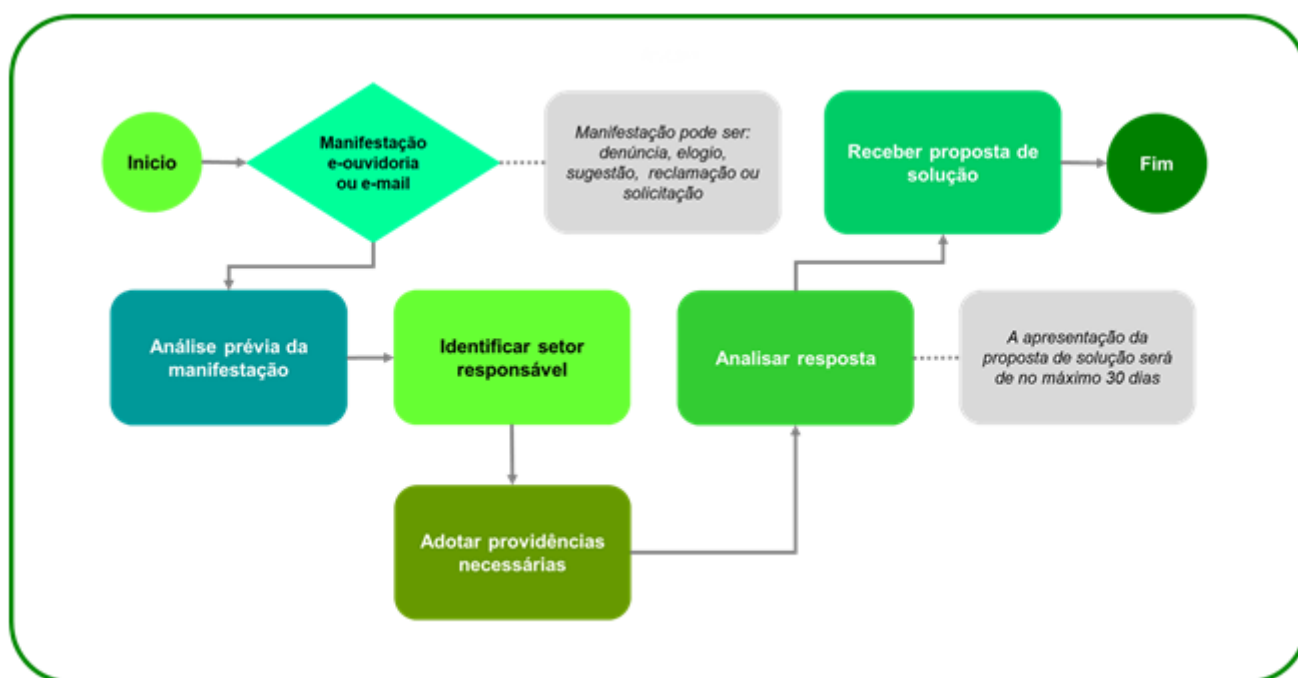 Inicio
Manifestação
e-ouvidoria
ou e-mail
Manifestação pode ser:
denúncia, elogio,
sugestão, reclamação ou
solicitação
Receber proposta de
solução
Fim
Análise prévia da
manifestação
Identificar setor
responsável
Analisar resposta
A apresentação da
proposta de solução será
de no máximo 30 dias
Adotar providências
necessárias